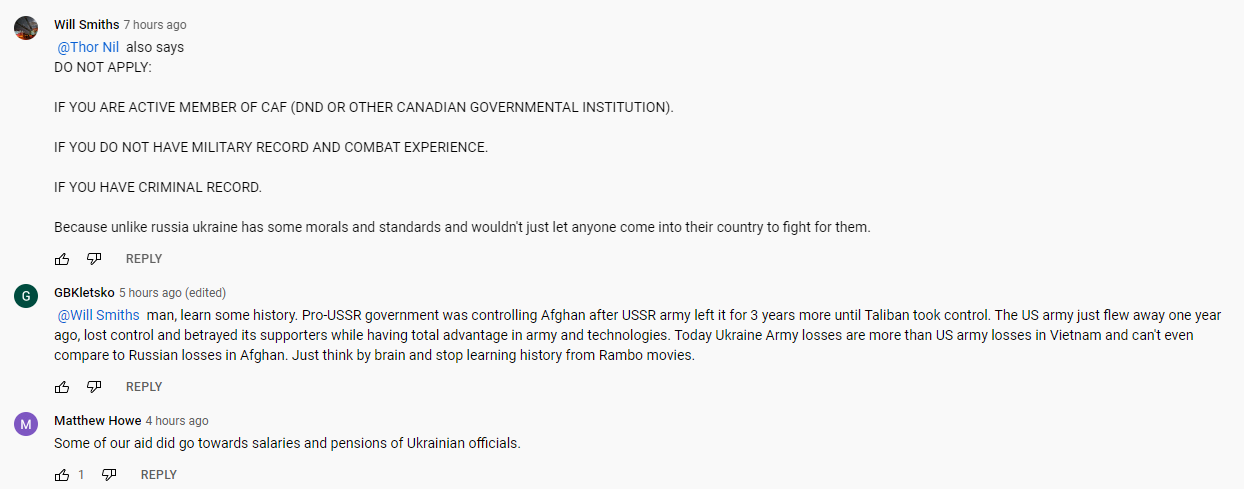 Will Smiths 7 hours ago
@Thor Nil also says
DO NOT APPLY:
IF YOU ARE ACTIVE MEMBER OF CAF (DND OR OTHER CANADIAN GOVERNMENTAL INSTITUTION).
IF YOU DO NOT HAVE MILITARY RECORD AND COMBAT EXPERIENCE.
IF YOU HAVE CRIMINAL RECORD.
Because unlike russia ukraine has some morals and standards and wouldn't just let anyone come into their country to fight for them.
REPLY
G
GBKletsko 5 hours ago (edited)
@Will Smiths man, learn some history. Pro-USSR government was controlling Afghan after USSR army left it for 3 years more until Taliban took control. The US army just flew away one year
ago, lost control and betrayed its supporters while having total advantage in army and technologies. Today Ukraine Army losses are more than US army losses in Vietnam and can't even
compare to Russian losses in Afghan. Just think by brain and stop learning history from Rambo movies.
REPLY
M
Matthew Howe 4 hours ago
Some of our aid did go towards salaries and pensions of Ukrainian officials.
1 REPLY